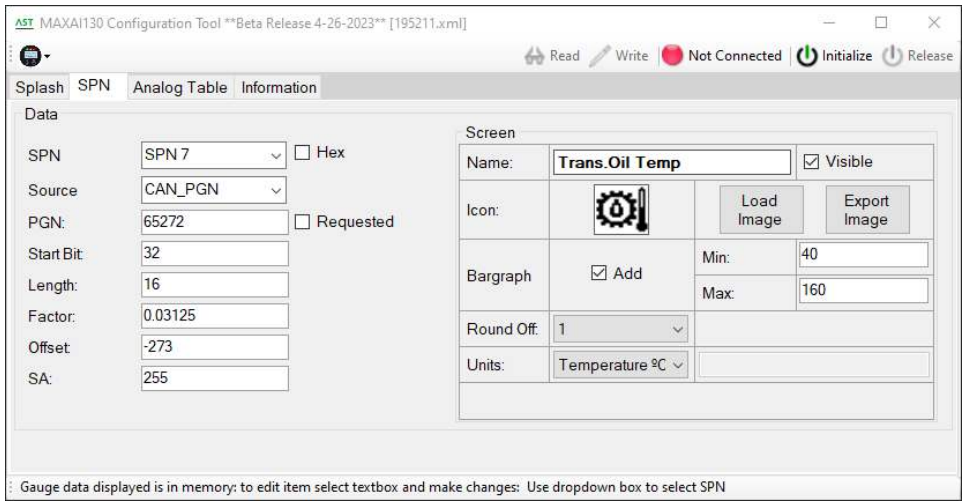 AST MAXAI130 Configuration Tool **Beta Release 4-26-2023** [195211.xml]
Read Write Not Connected Initialize Release
Splash SPN Analog Table Information
Data
SPN SPN 7 Hex
Source CAN_PGN
PGN: 65272 Requested
Start Bit: 32
Length: 16
Factor: 0.03125
Offset: -273
SA: 255
Screen
Name: Trans.Oil Temp Visible
Icon: Load Image Export Image
Bargraph Add
Min: 40
Max: 160
Round Off: 1
Units: Temperature ºC
Gauge data displayed is in memory: to edit item select textbox and make changes: Use dropdown box to select SPN